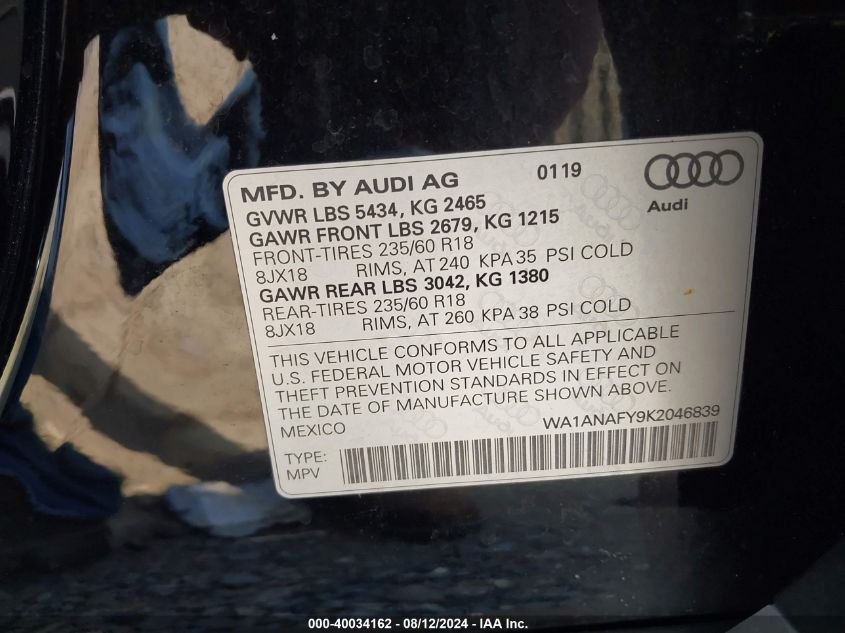 MFD. BY AUDI AG 0119
Audi
GVWR LBS 5434, KG 2465
GAWR FRONT LBS 2679, KG 1215
FRONT-TIRES 235/60 R18
8JX18 RIMS, AT 240 KPA 35 PSI COLD
GAWR REAR LBS 3042, KG 1380
REAR-TIRES 235/60 R18
8JX18 RIMS, AT 260 KPA 38 PSI COLD
THIS VEHICLE CONFORMS TO ALL APPLICABLE
U.S. FEDERAL MOTOR VEHICLE SAFETY AND
THEFT PREVENTION STANDARDS IN EFFECT ON
THE DATE OF MANUFACTURE SHOWN ABOVE.
MEXICO WA1ANAFY9K2046839
TYPE:
MPV
000-40034162 - 08/12/2024 - IAA Inc.